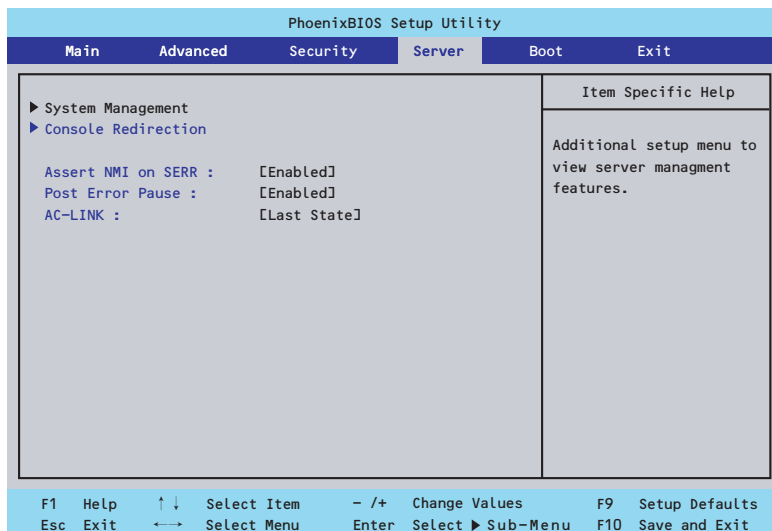 PhoenixBIOS Setup Utility
Main Advanced Security Server Boot Exit
▶ System Management
▶ Console Redirection
Assert NMI on SERR : [Enabled]
Post Error Pause : [Enabled]
AC-LINK : [Last State]
Item Specific Help
Additional setup menu to
view server managment
features.
F1 Help ↑↓ Select Item - /+ Change Values F9 Setup Defaults
Esc Exit ←→ Select Menu Enter Select ▶ Sub-Menu F10 Save and Exit